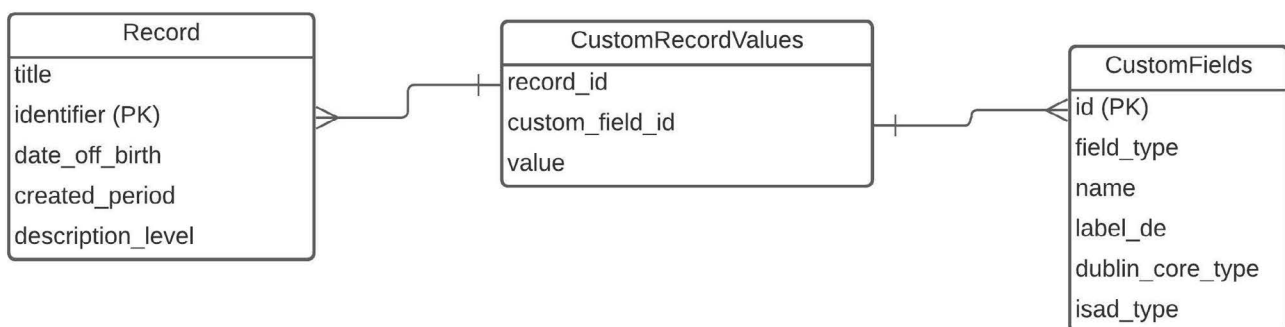 Record
title
identifier (PK)
date_off_birth
created_period
description_level
CustomRecordValues
record_id
custom_field_id
value
CustomFields
id (PK)
field_type
name
label_de
dublin_core_type
isad_type